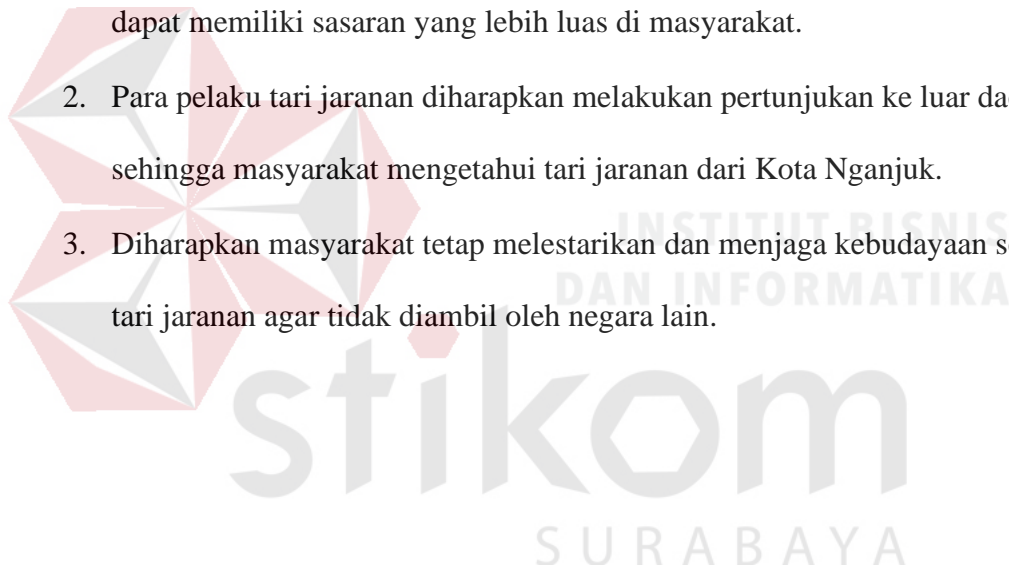 dapat memiliki sasaran yang lebih luas di masyarakat.
2. Para pelaku tari jaranan diharapkan melakukan pertunjukan ke luar
sehingga masyarakat mengetahui tari jaranan dari Kota Nganjuk.
INSTITUT BISNIS
3. Diharapkan masyarakat tetap melestarikan dan menjaga kebudayaan
DAN INFORMATIKA
tari jaranan agar tidak diambil oleh negara lain.
stikom
SURABAYA